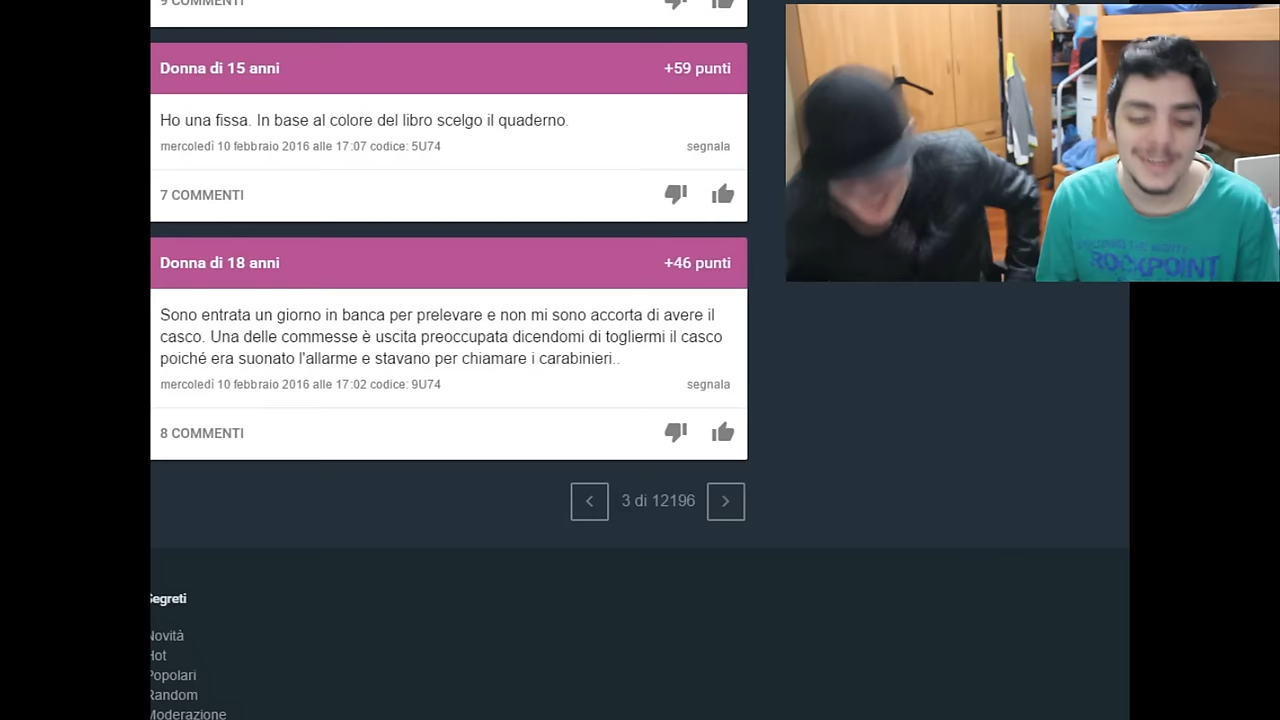 9 COMMENTI
Donna di 15 anni
+59 punti
Ho una fissa. In base al colore del libro scelgo il quaderno.
mercoledì 10 febbraio 2016 alle 17:07 codice: 5U74
segnala
7 COMMENTI
Donna di 18 anni
+46 punti
Sono entrata un giorno in banca per prelevare e non mi sono accorta di avere il
casco. Una delle commesse è uscita preoccupata dicendomi di togliermi il casco
poiché era suonato l'allarme e stavano per chiamare i carabinieri..
mercoledì 10 febbraio 2016 alle 17:02 codice: 9U74
segnala
8 COMMENTI
3 di 12196
Segreti
Novità
Hot
Popolari
Random
Moderazione
ROCKPOINT